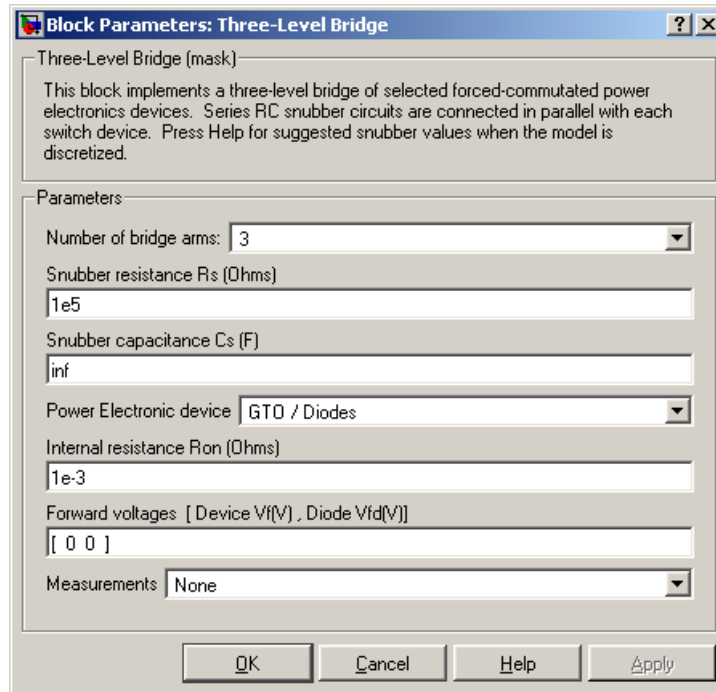 Block Parameters: Three-Level Bridge
Three-Level Bridge (mask)
This block implements a three-level bridge of selected forced-commutated power
electronics devices. Series RC snubber circuits are connected in parallel with each
switch device. Press Help for suggested snubber values when the model is
discretized.
Parameters
Number of bridge arms: 3
Snubber resistance Rs (Ohms)
1e5
Snubber capacitance Cs (F)
inf
Power Electronic device GTO / Diodes
Internal resistance Ron (Ohms)
1e-3
Forward voltages [ Device Vf(V) , Diode Vfd(V)]
[ 0 0 ]
Measurements None
OK Cancel Help Apply